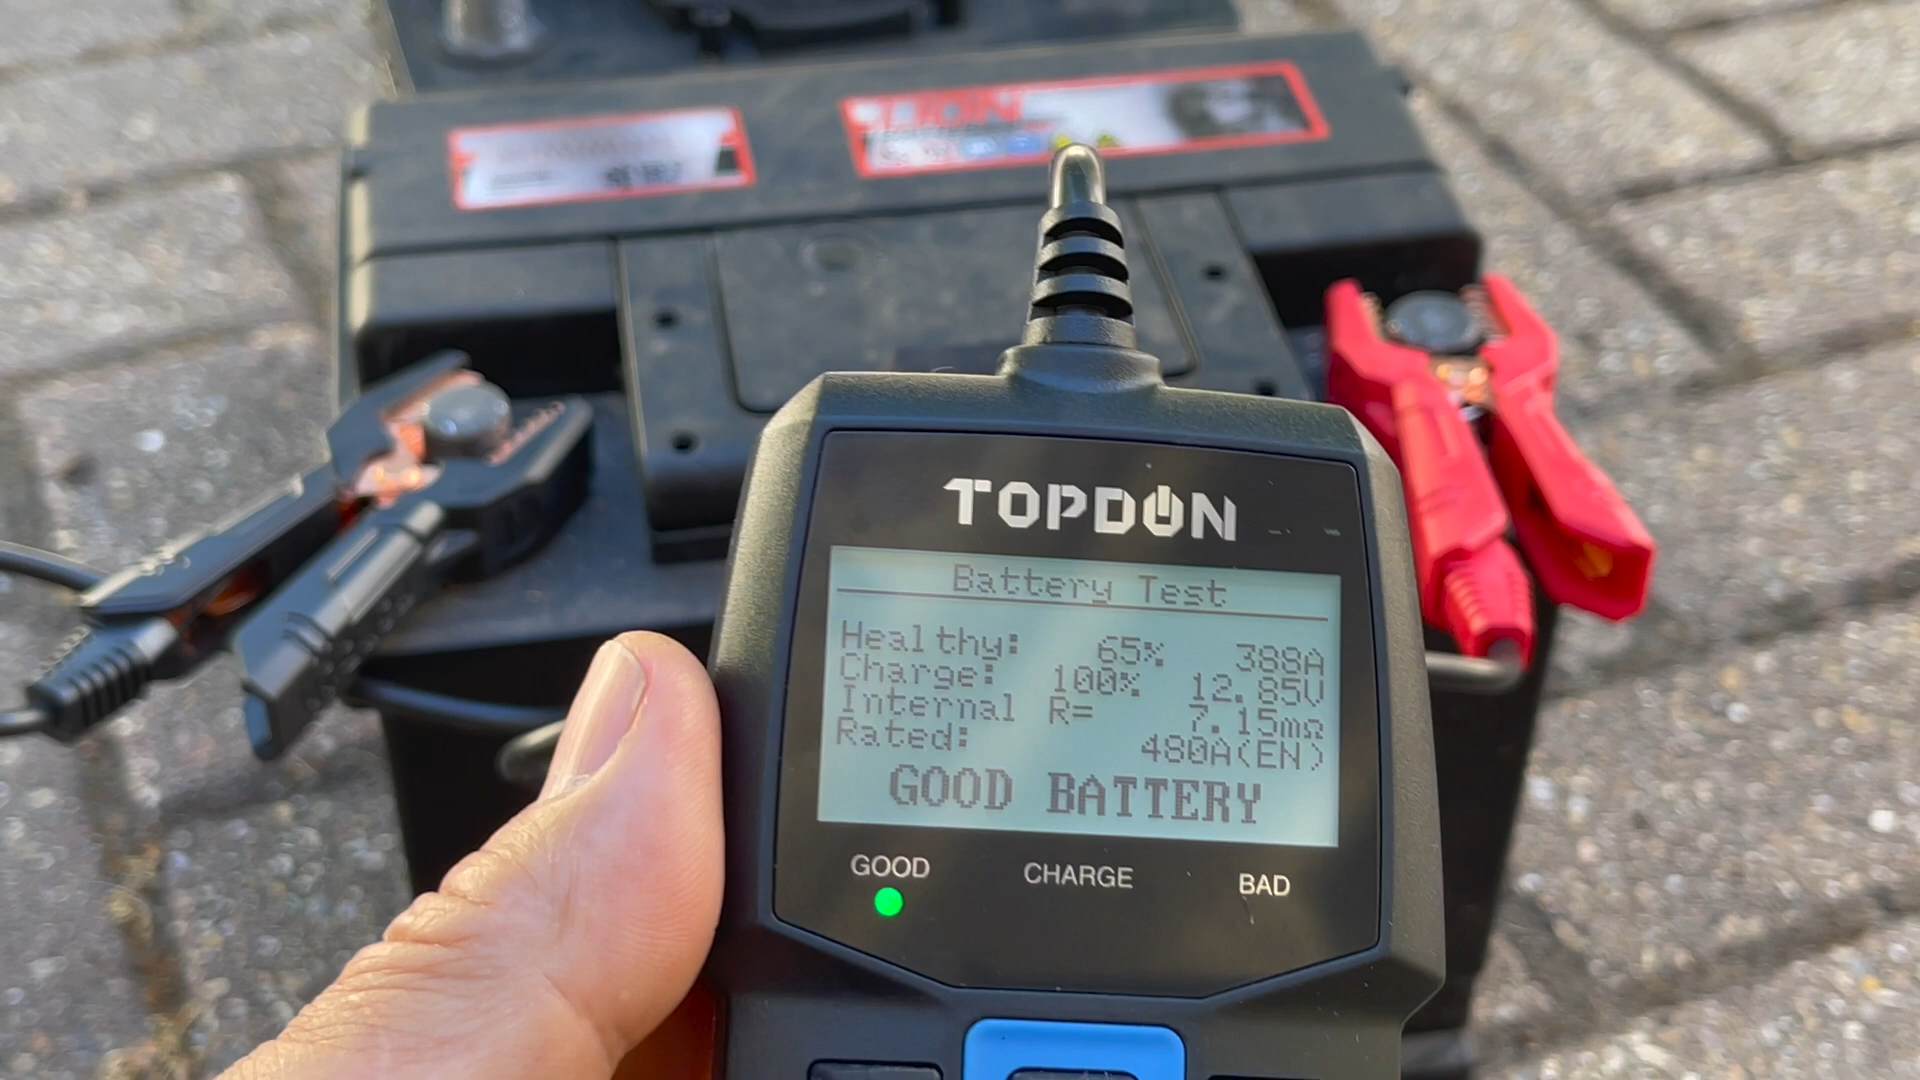 LION
TOPDON
Battery Test
Healthy: 65% 388A
Charge: 100% 12.85V
Internal R= 7.15mΩ
Rated: 480A(EN)
GOOD BATTERY
GOOD CHARGE BAD